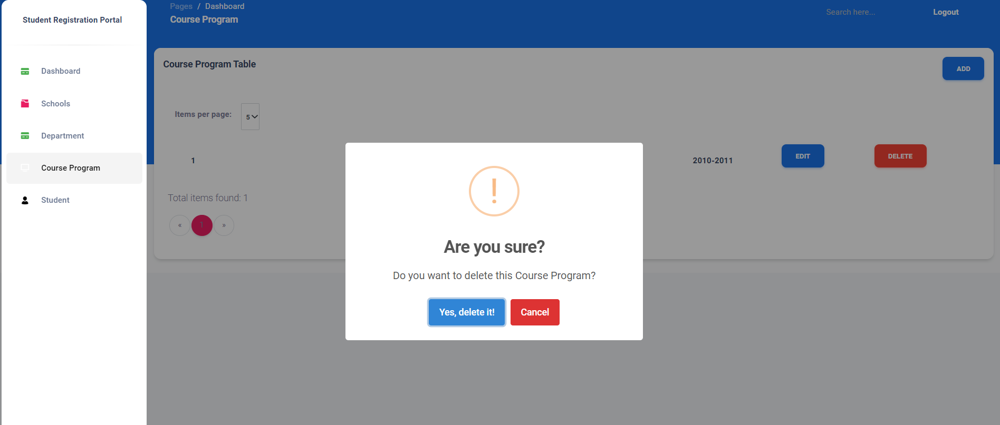 Student Registration Portal
Dashboard
Schools
Department
Course Program
Student
Pages / Dashboard
Course Program
Search here...
Logout
Course Program Table
ADD
Items per page: 5
1
2010-2011
EDIT
DELETE
Total items found: 1
« 1 »
!
Are you sure?
Do you want to delete this Course Program?
Yes, delete it!
Cancel